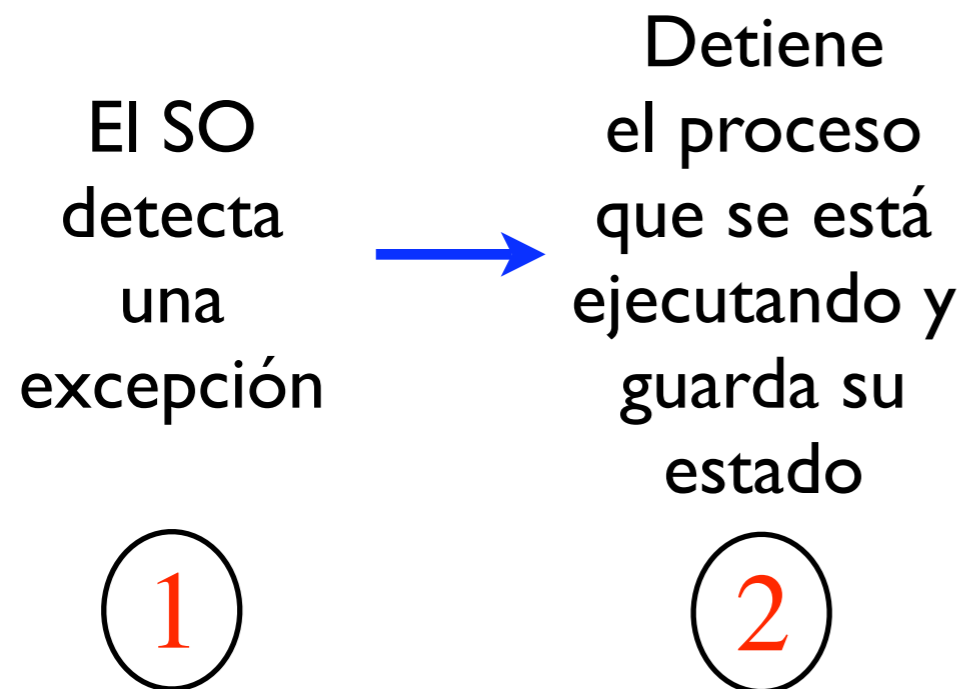 El SO
detecta
una
excepción
1
Detiene
el proceso
que se está
ejecutando y
guarda su
estado
2